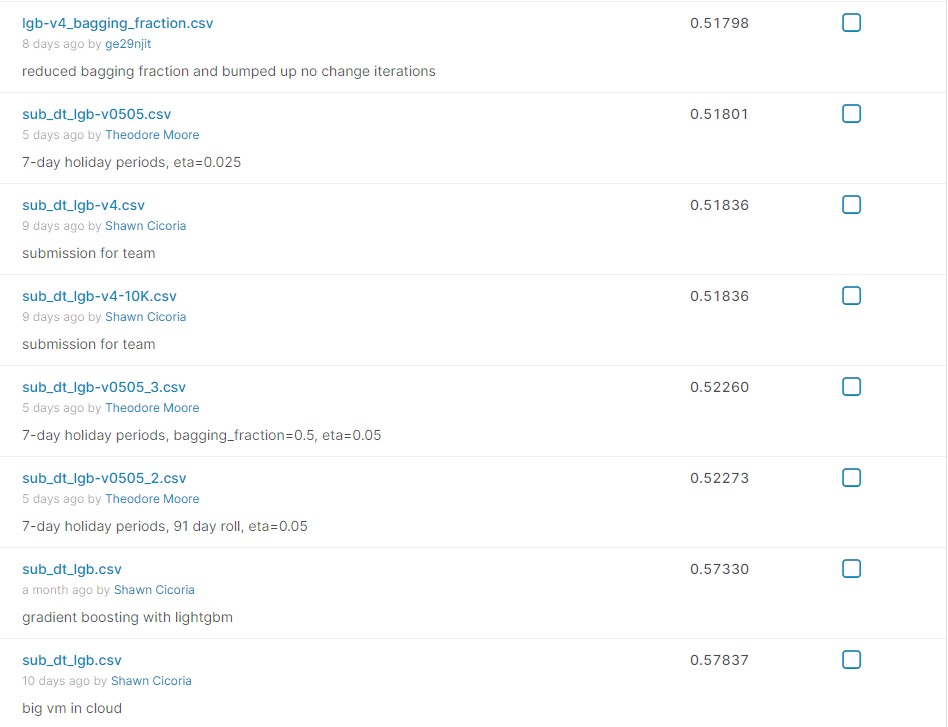 lgb-v4_bagging_fraction.csv 0.51798
8 days ago by ge29njit
reduced bagging fraction and bumped up no change iterations
sub_dt_lgb-v0505.csv 0.51801
5 days ago by Theodore Moore
7-day holiday periods, eta=0.025
sub_dt_lgb-v4.csv 0.51836
9 days ago by Shawn Cicoria
submission for team
sub_dt_lgb-v4-10K.csv 0.51836
9 days ago by Shawn Cicoria
submission for team
sub_dt_lgb-v0505_3.csv 0.52260
5 days ago by Theodore Moore
7-day holiday periods, bagging_fraction=0.5, eta=0.05
sub_dt_lgb-v0505_2.csv 0.52273
5 days ago by Theodore Moore
7-day holiday periods, 91 day roll, eta=0.05
sub_dt_lgb.csv 0.57330
a month ago by Shawn Cicoria
gradient boosting with lightgbm
sub_dt_lgb.csv 0.57837
10 days ago by Shawn Cicoria
big vm in cloud